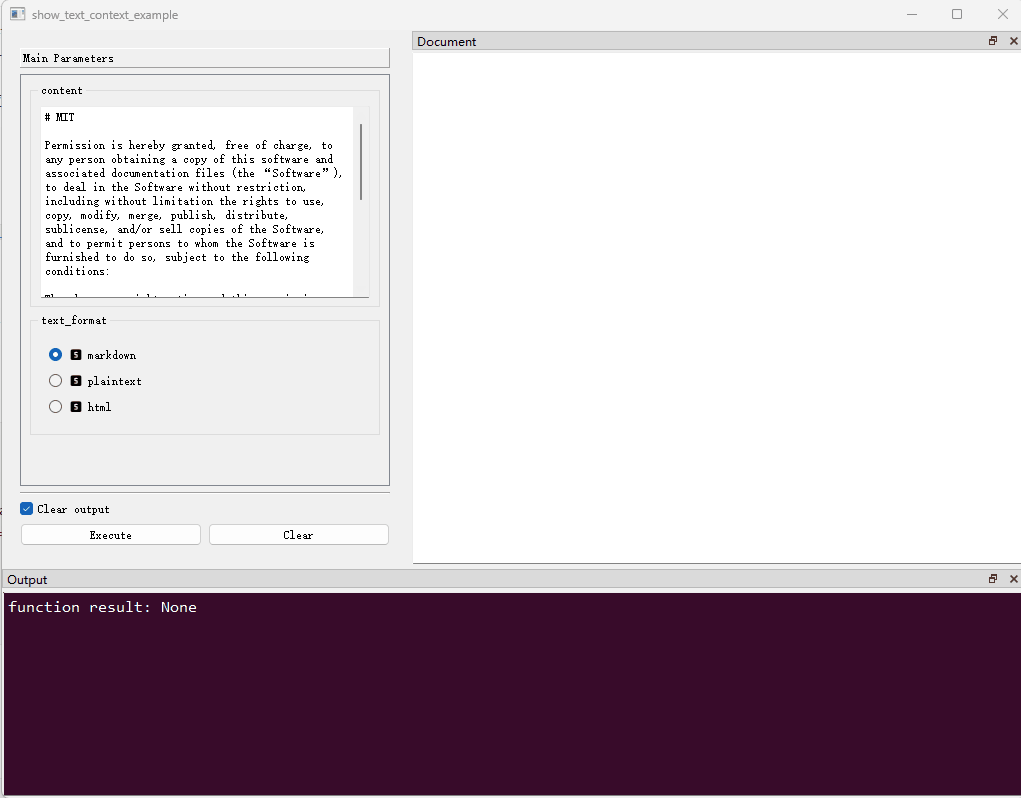 show_text_context_example
Main Parameters
content
# MIT
Permission is hereby granted, free of charge, to
any person obtaining a copy of this software and
associated documentation files (the “Software”),
to deal in the Software without restriction,
including without limitation the rights to use,
copy, modify, merge, publish, distribute,
sublicense, and/or sell copies of the Software,
and to permit persons to whom the Software is
furnished to do so, subject to the following
conditions:
text_format
S markdown
S plaintext
S html
Clear output
Execute
Clear
Document
Output
function result: None